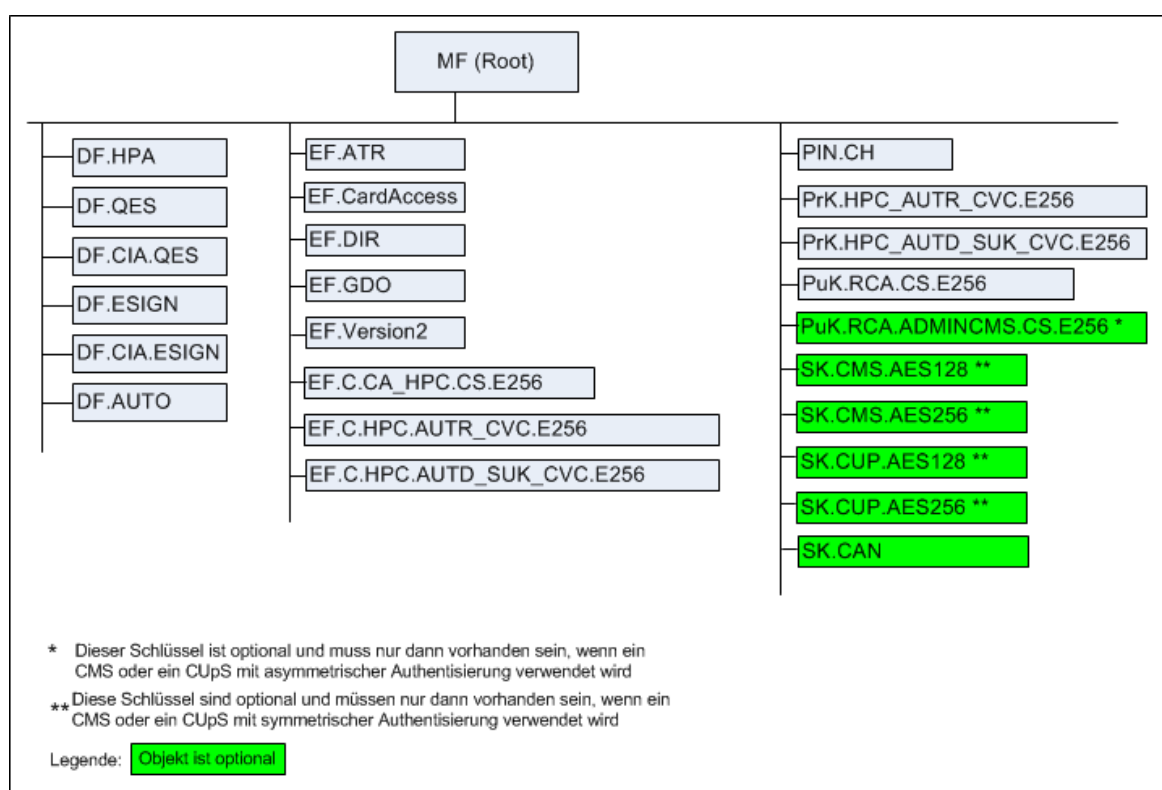 MF (Root)
DF.HPA
DF.QES
DF.CIA.QES
DF.ESIGN
DF.CIA.ESIGN
DF.AUTO
EF.ATR
EF.CardAccess
EF.DIR
EF.GDO
EF.Version2
EF.C.CA_HPC.CS.E256
EF.C.HPC.AUTR_CVC.E256
EF.C.HPC.AUTD_SUK_CVC.E256
PIN.CH
PrK.HPC_AUTR_CVC.E256
PrK.HPC_AUTD_SUK_CVC.E256
PuK.RCA.CS.E256
PuK.RCA.ADMINCMS.CS.E256 *
SK.CMS.AES128 **
SK.CMS.AES256 **
SK.CUP.AES128 **
SK.CUP.AES256 **
SK.CAN
* Dieser Schlüssel ist optional und muss nur dann vorhanden sein, wenn ein
CMS oder ein CUpS mit asymmetrischer Authentisierung verwendet wird
** Diese Schlüssel sind optional und müssen nur dann vorhanden sein, wenn ein
CMS oder ein CUpS mit symmetrischer Authentisierung verwendet wird
Legende: Objekt ist optional